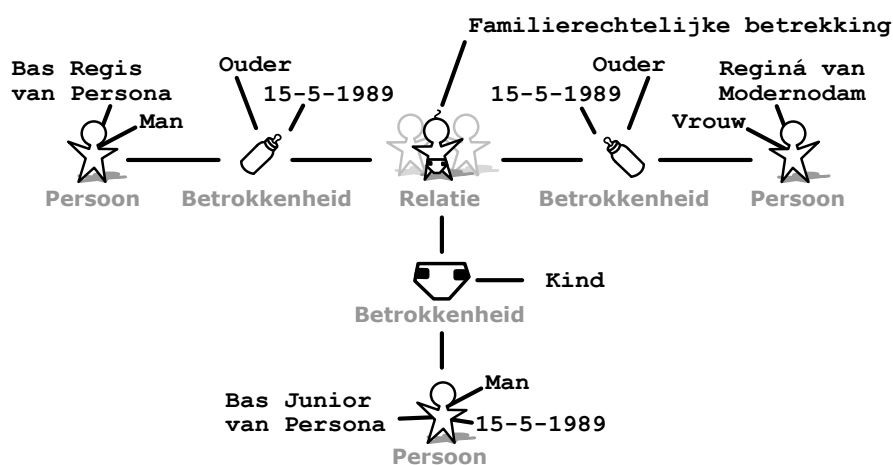 Familierechtelijke betrekking
Bas Regis
van Persona
Man
Ouder
15-5-1989
15-5-1989
Ouder
Reginá van
Modernodam
Vrouw
Persoon
Betrokkenheid
Relatie
Betrokkenheid
Persoon
Kind
Betrokkenheid
Bas Junior
van Persona
Man
15-5-1989
Persoon